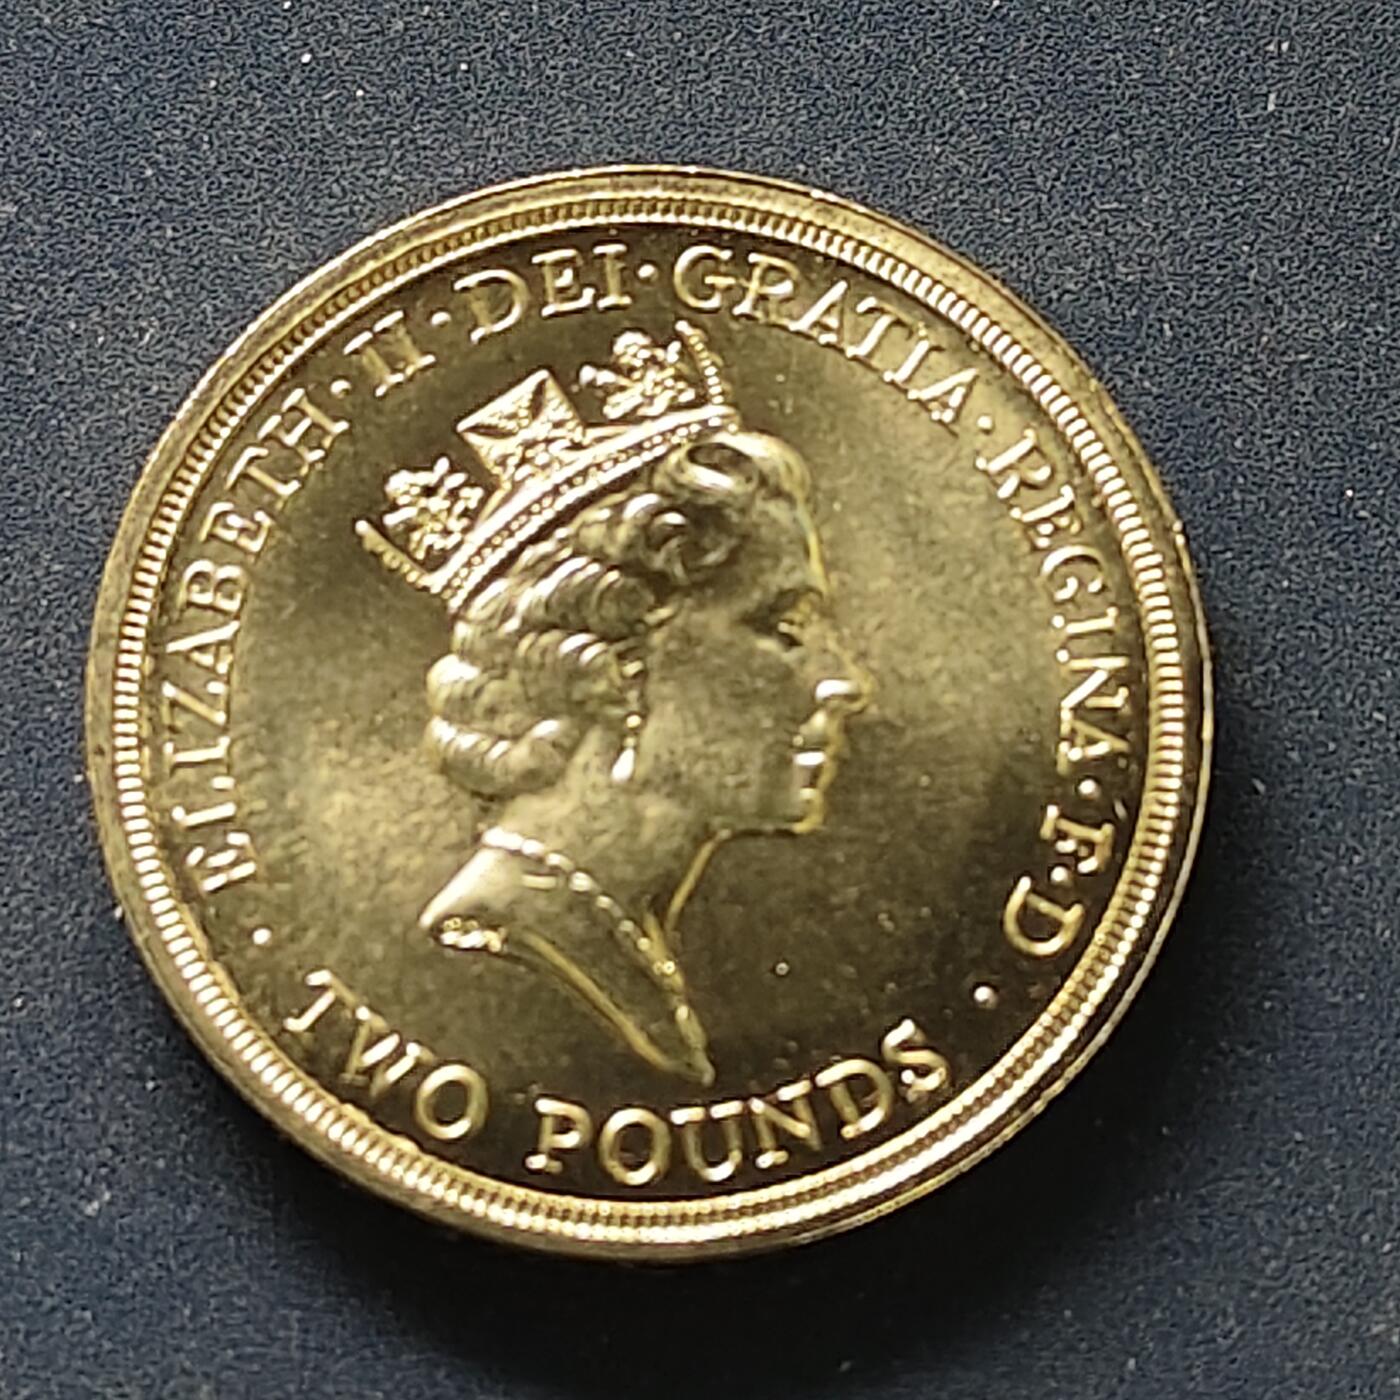 ELIZABETH·II·DEI·GRATIA·REGINA·F·D
TWO POUNDS